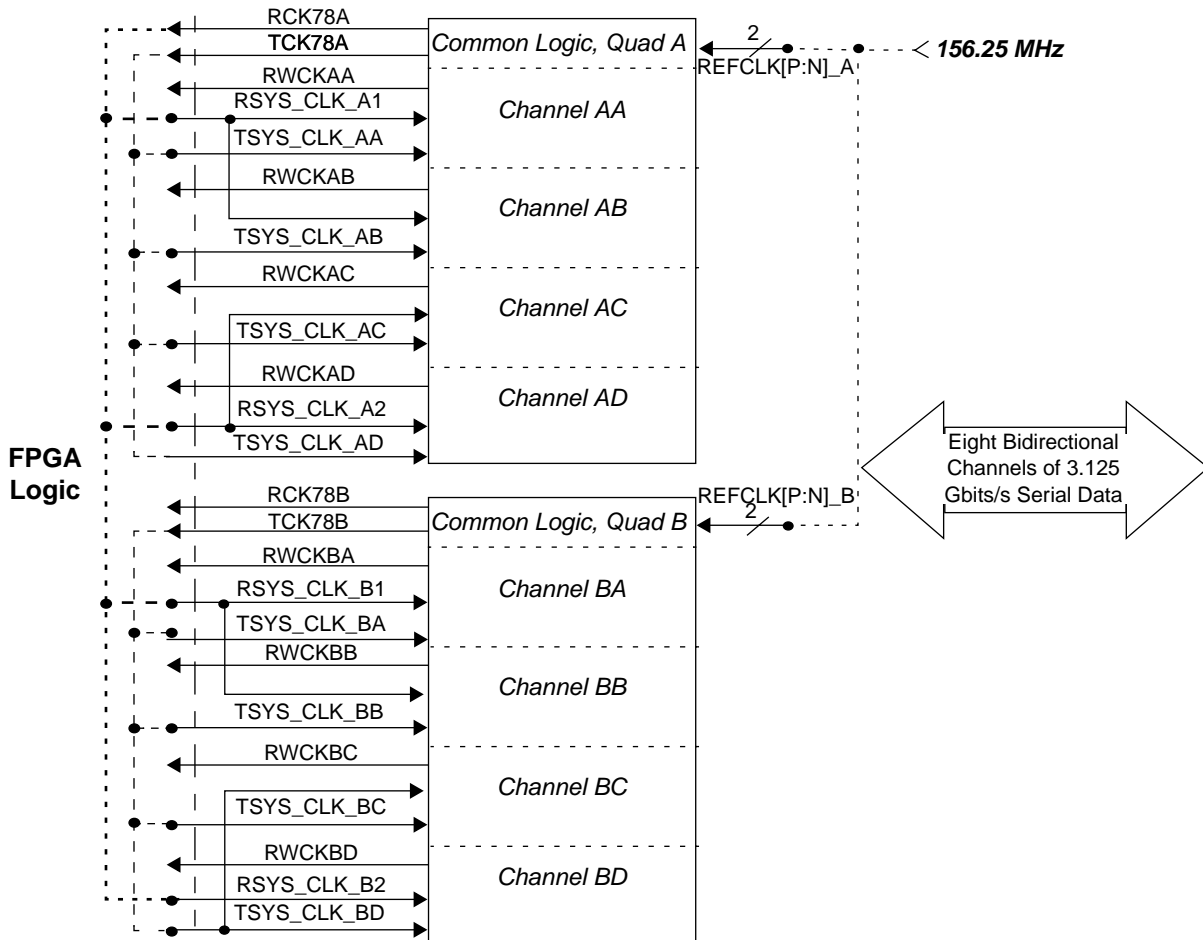 RCK78A
TCK78A
Common Logic, Quad A
2
REFCLK[P:N]_A
156.25 MHz
RWCKAA
RSYS_CLK_A1
Channel AA
TSYS_CLK_AA
RWCKAB
Channel AB
TSYS_CLK_AB
RWCKAC
Channel AC
TSYS_CLK_AC
RWCKAD
Channel AD
RSYS_CLK_A2
TSYS_CLK_AD
FPGA
Logic
Eight Bidirectional
Channels of 3.125
Gbits/s Serial Data
RCK78B
TCK78B
Common Logic, Quad B
REFCLK[P:N]_B
2
RWCKBA
RSYS_CLK_B1
Channel BA
TSYS_CLK_BA
RWCKBB
Channel BB
TSYS_CLK_BB
RWCKBC
Channel BC
TSYS_CLK_BC
RWCKBD
Channel BD
RSYS_CLK_B2
TSYS_CLK_BD